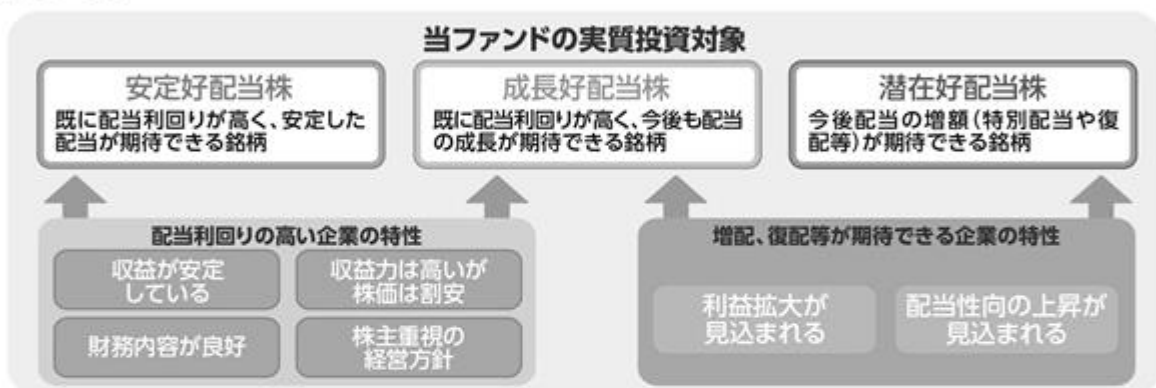 当ファンドの実質投資対象
安定好配当株
既に配当利回りが高く、安定した
配当が期待できる銘柄
成長好配当株
既に配当利回りが高く、今後も配当
の成長が期待できる銘柄
潜在好配当株
今後配当の増額(特別配当や復
配等)が期待できる銘柄
配当利回りの高い企業の特性
収益が安定
している
収益力は高いが
株価は割安
財務内容が良好
株主重視の
経営方針
増配、復配等が期待できる企業の特性
利益拡大が
見込まれる
配当性向の上昇が
見込まれる